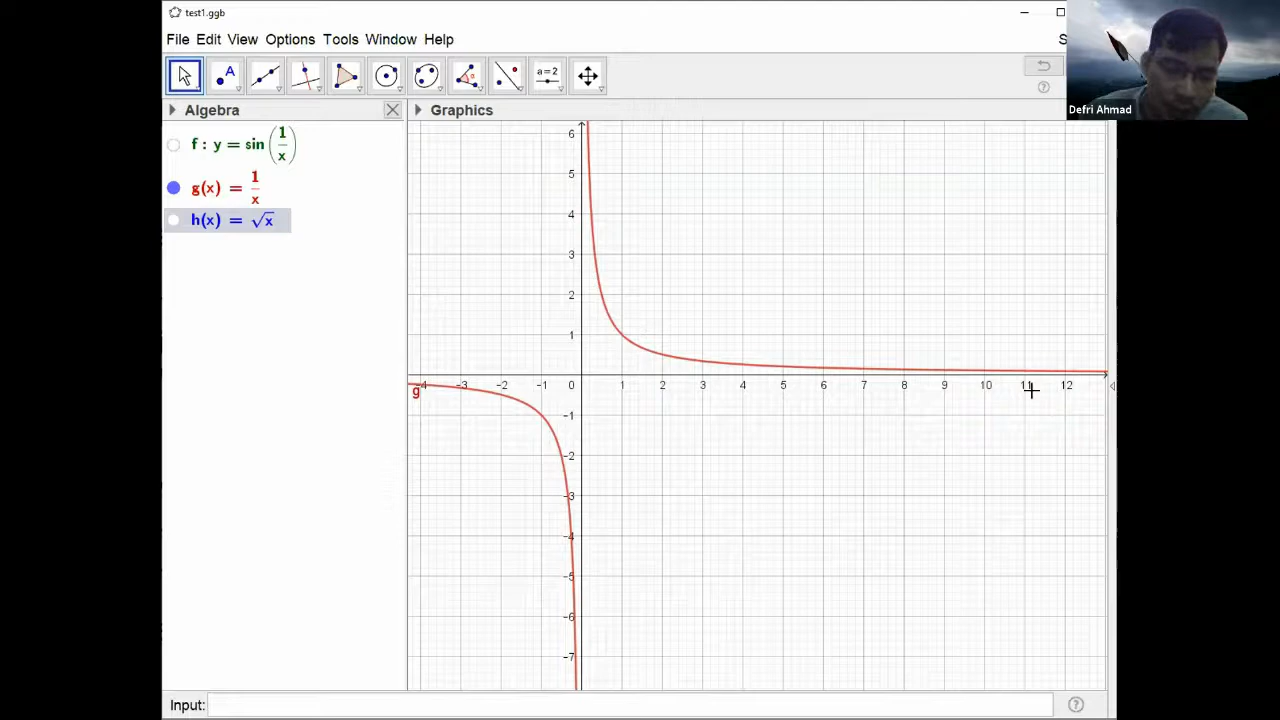 test1.ggb
File Edit View Options Tools Window Help
S
A
α
a=2
Defri Ahmad
Algebra
Graphics
f : y = sin(1/x)
g(x) = 1/x
h(x) = √x
6
5
4
3
2
1
-4 -3 -2 -1 0 1 2 3 4 5 6 7 8 9 10 11 12
g
-1
-2
-3
-4
-5
-6
-7
Input: